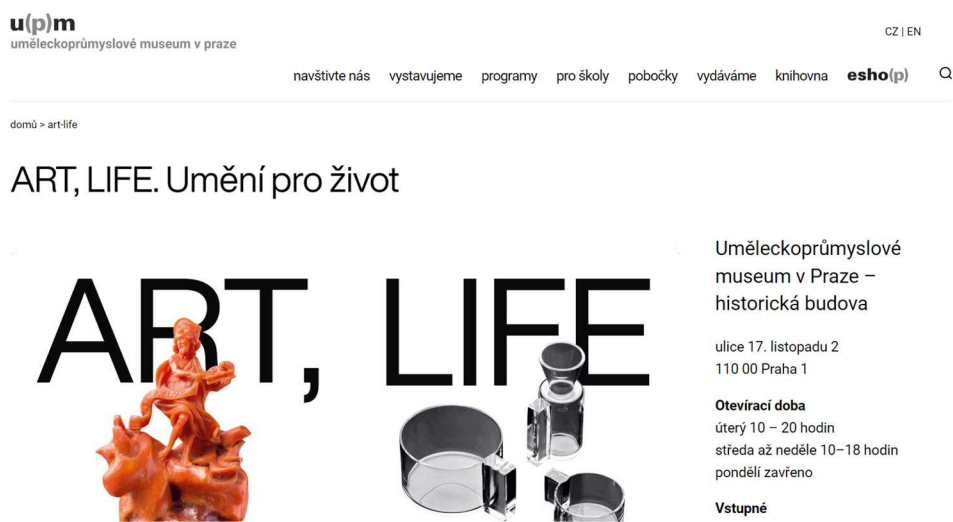 u(p)m
uměleckoprůmyslové museum v praze
CZ | EN
navštivte nás vystavujeme programy pro školy pobočky vydáváme knihovna esho(p)
domů > art-life
ART, LIFE. Umění pro život
ART, LIFE
Uměleckoprůmyslové
museum v Praze –
historická budova
ulice 17. listopadu 2
110 00 Praha 1
Otevírací doba
úterý 10 – 20 hodin
středa až neděle 10–18 hodin
pondělí zavřeno
Vstupné